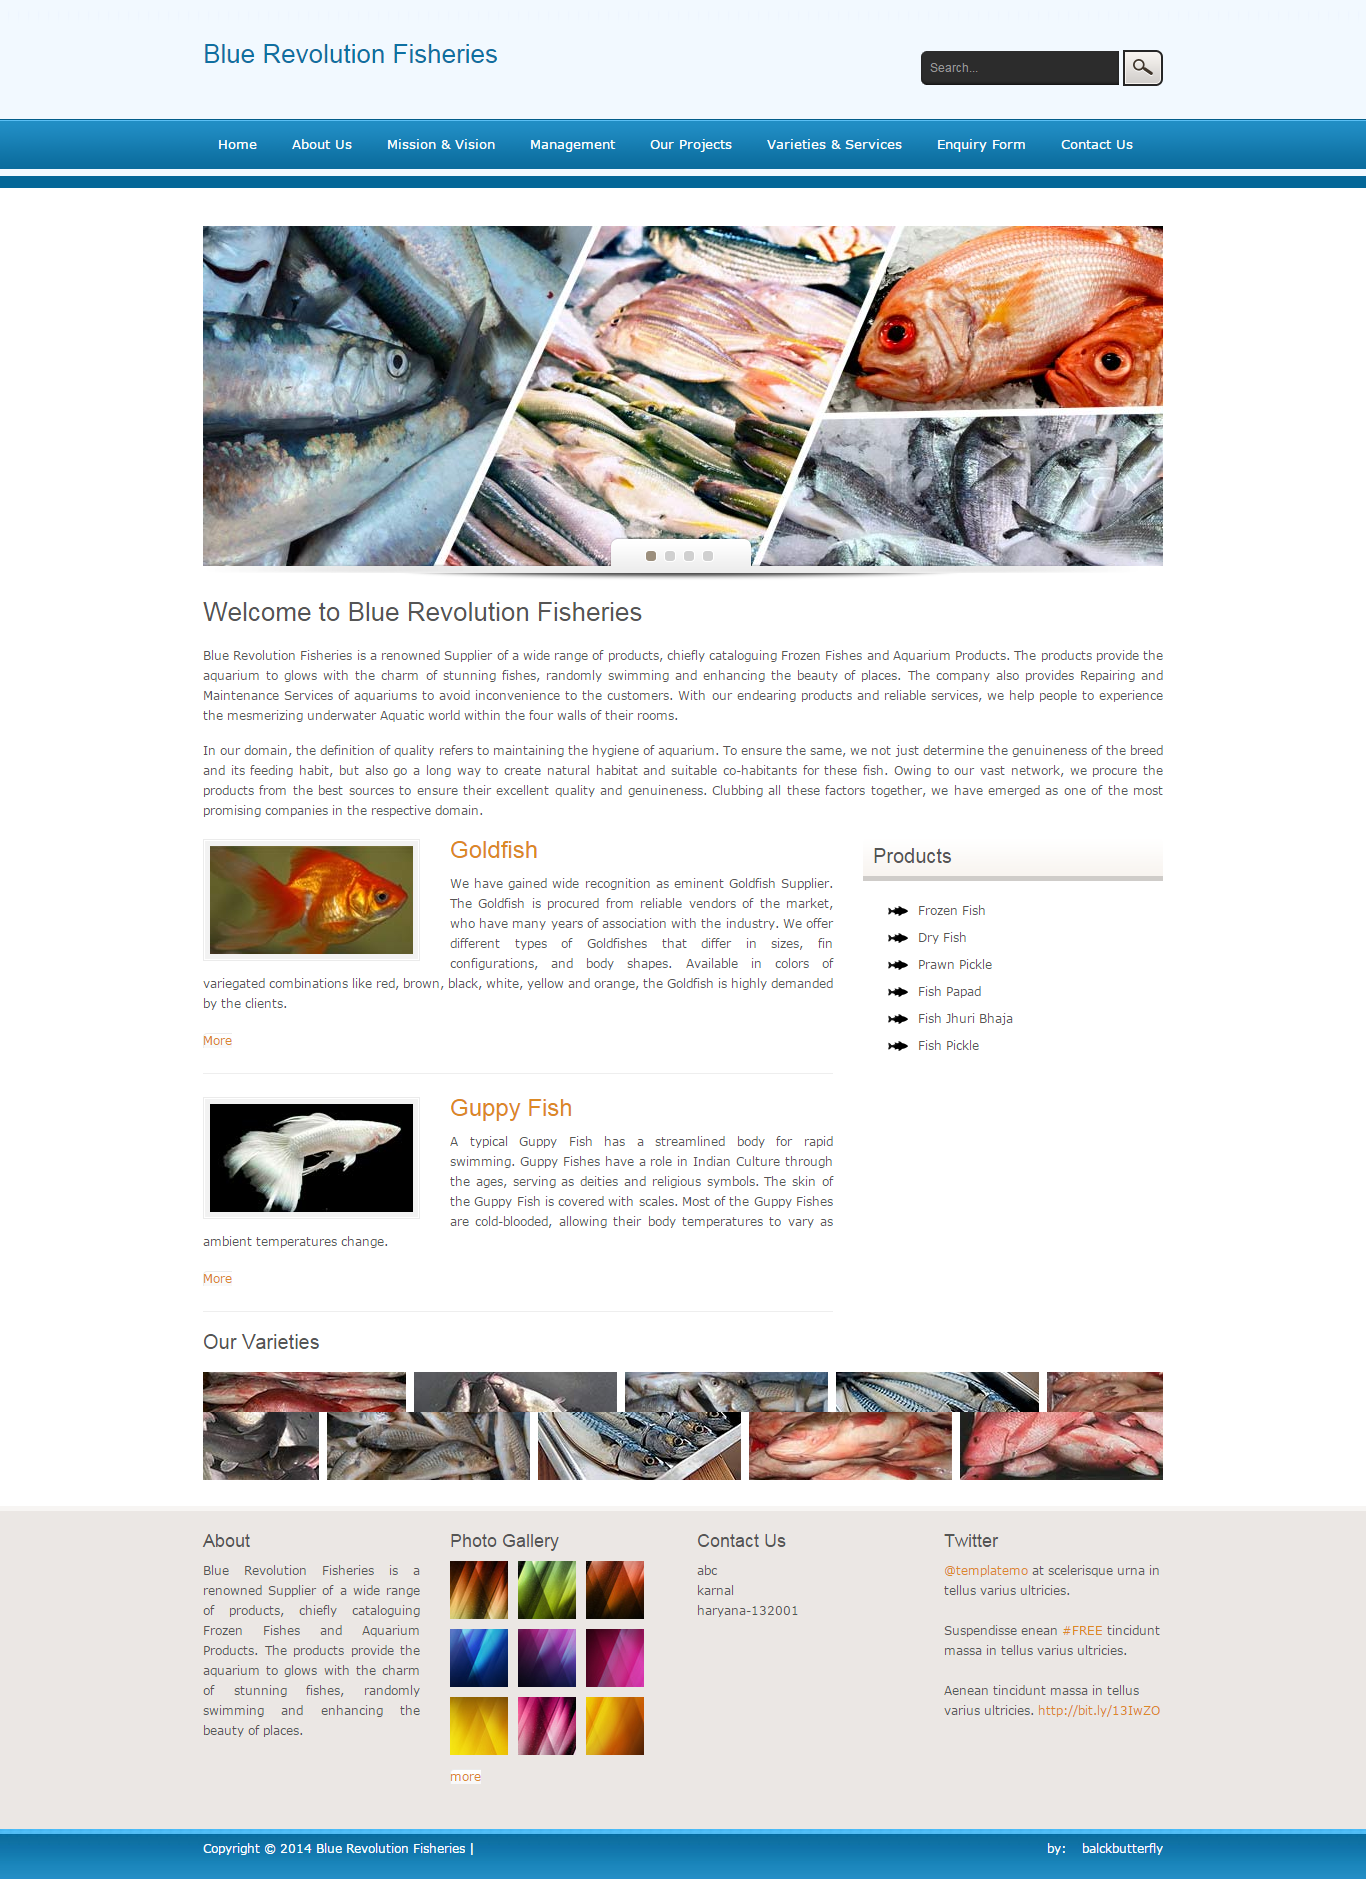 Blue Revolution Fisheries
Search...
Home About Us Mission & Vision Management Our Projects Varieties & Services Enquiry Form Contact Us
Welcome to Blue Revolution Fisheries
Blue Revolution Fisheries is a renowned Supplier of a wide range of products, chiefly cataloguing Frozen Fishes and Aquarium Products. The products provide the
aquarium to glows with the charm of stunning fishes, randomly swimming and enhancing the beauty of places. The company also provides Repairing and
Maintenance Services of aquariums to avoid inconvenience to the customers. With our endearing products and reliable services, we help people to experience
the mesmerizing underwater Aquatic world within the four walls of their rooms.
In our domain, the definition of quality refers to maintaining the hygiene of aquarium. To ensure the same, we not just determine the genuineness of the breed
and its feeding habit, but also go a long way to create natural habitat and suitable co-habitants for these fish. Owing to our vast network, we procure the
products from the best sources to ensure their excellent quality and genuineness. Clubbing all these factors together, we have emerged as one of the most
promising companies in the respective domain.
Goldfish
We have gained wide recognition as eminent Goldfish Supplier.
The Goldfish is procured from reliable vendors of the market,
who have many years of association with the industry. We offer
different types of Goldfishes that differ in sizes, fin
configurations, and body shapes. Available in colors of
variegated combinations like red, brown, black, white, yellow and orange, the Goldfish is highly demanded
by the clients.
More
Guppy Fish
A typical Guppy Fish has a streamlined body for rapid
swimming. Guppy Fishes have a role in Indian Culture through
the ages, serving as deities and religious symbols. The skin of
the Guppy Fish is covered with scales. Most of the Guppy Fishes
are cold-blooded, allowing their body temperatures to vary as
ambient temperatures change.
More
Products
Frozen Fish
Dry Fish
Prawn Pickle
Fish Papad
Fish Jhuri Bhaja
Fish Pickle
Our Varieties
About
Blue Revolution Fisheries is a
renowned Supplier of a wide range
of products, chiefly cataloguing
Frozen Fishes and Aquarium
Products. The products provide the
aquarium to glows with the charm
of stunning fishes, randomly
swimming and enhancing the
beauty of places.
Photo Gallery
more
Contact Us
abc
karnal
haryana-132001
Twitter
@templatemo at scelerisque urna in
tellus varius ultricies.
Suspendisse enean #FREE tincidunt
massa in tellus varius ultricies.
Aenean tincidunt massa in tellus
varius ultricies. http://bit.ly/13IwZO
Copyright © 2014 Blue Revolution Fisheries |
by: balckbutterfly